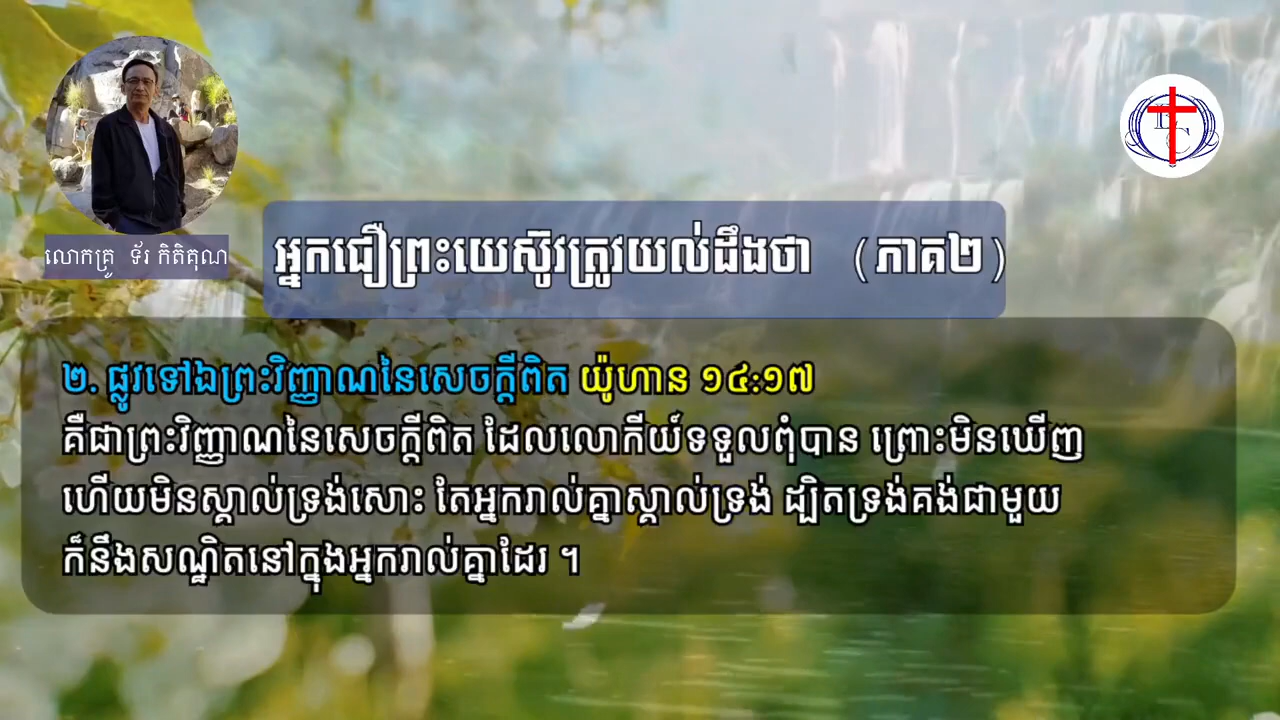 លោកគ្រូ ទ័រ កិតិគុណ
អ្នកជឿព្រះយេស៊ូវត្រូវយល់ដឹងថា (ភាគ២)
២. ផ្លូវទៅឯព្រះវិញ្ញាណនៃសេចក្ដីពិត យ៉ូហាន ១៤:១៧
គឺជាព្រះវិញ្ញាណនៃសេចក្ដីពិត ដែលលោកីយ៍ទទួលពុំបាន ព្រោះមិនឃើញ
ហើយមិនស្គាល់ទ្រង់សោះ តែអ្នករាល់គ្នាស្គាល់ទ្រង់ ដ្បិតទ្រង់គង់ជាមួយ
ក៏នឹងសណ្ឋិតនៅក្នុងអ្នករាល់គ្នាដែរ ។